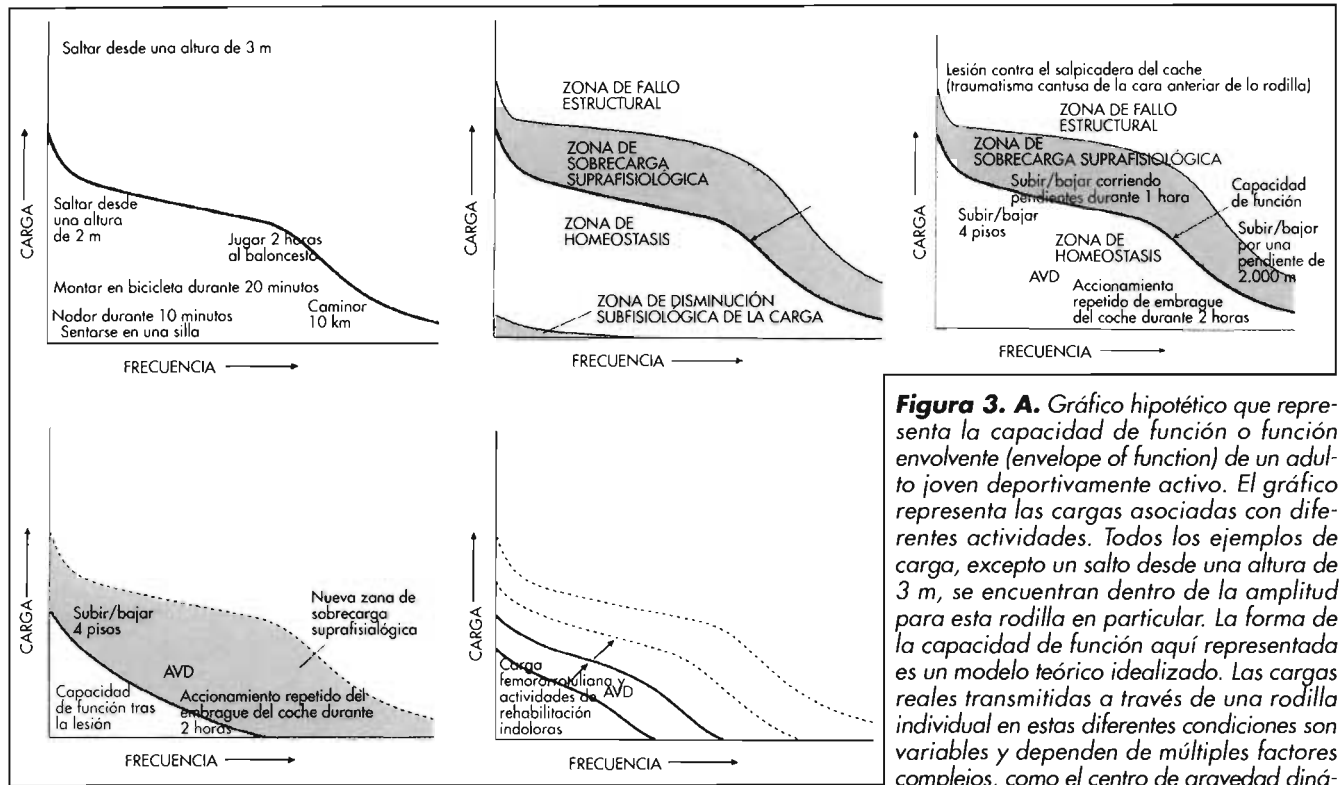 Saltar desde una altura de 3 m
CARGA
Saltar desde
una altura
de 2 m
Jugar 2 horas
al baloncesto
Montar en bicicleta durante 20 minutos
Nodor durante 10 minutos
Sentarse en una silla
Caminor
10 km
FRECUENCIA
ZONA DE FALLO
ESTRUCTURAL
ZONA DE
SOBRECARGA
SUPRAFISIOLÓGICA
CARGA
ZONA DE
HOMEOSTASIS
ZONA DE DISMINUCIÓN
SUBFISIOLÓGICA DE LA CARGA
FRECUENCIA
Lesión contra el salpicadera del cache
(traumatisma cantusa de la cara anterior de lo rodilla)
ZONA DE FALLO
ESTRUCTURAL
ZONA DE
SOBRECARGA SUPRAFISIOLÓGICA
Subir/bajar corriendo
pendientes durante 1 hora
Capacidad
de función
CARGA
Subir/bajar
4 pisos
ZONA DE
HOMEOSTASIS
Subir/bajor
por una
pendiente de
2.000 m
AVD
Accionamienta
repetido de embrague
del coche durante 2 horas
FRECUENCIA
CARGA
Subir/bajar
4 pisos
Nueva zana de
sobrecarga
suprafisialógica
AVD
Capacidad
de función tras
la lesión
Accionamiento repetido del
embrague del coche durante
2 horas
FRECUENCIA
CARGA
Carga
femororrotuliana y
actividades de
rehabilitación
indoloras
AVD
FRECUENCIA
Figura 3. A. Gráfico hipotético que repre-
senta la capacidad de función o función
envolvente (envelope of function) de un adul-
to joven deportivamente activo. El gráfico
representa las cargas asociadas con dife-
rentes actividades. Todos los ejemplos de
carga, excepto un salto desde una altura de
3 m, se encuentran dentro de la amplitud
para esta rodilla en particular. La forma de
la capacidad de función aquí representada
es un modelo teórico idealizado. Las cargas
reales transmitidas a través de una rodilla
individual en estas diferentes condiciones son
variables y dependen de múltiples factores
complejos, como el centro de gravedad diná-